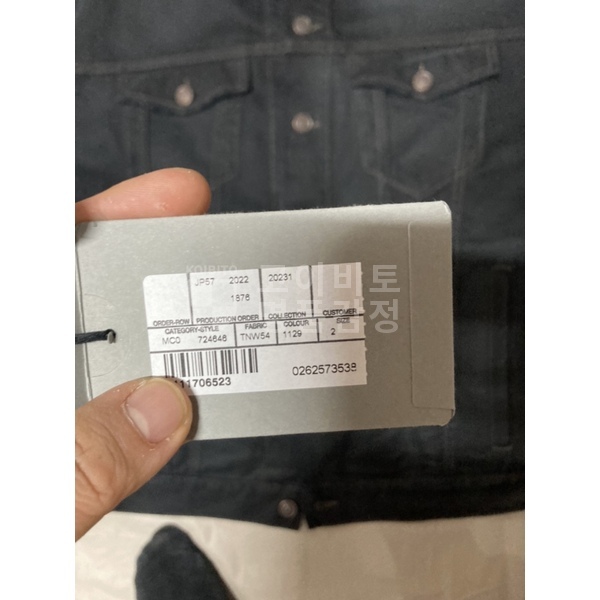 JP57 2022 20231
1876
ORDER-ROW PRODUCTION ORDER COLLECTION CUSTOMER
CATEGORY-STYLE FABRIC COLOUR SIZE
MC0 724646 TNW54 1129 2
11706523 0262573538